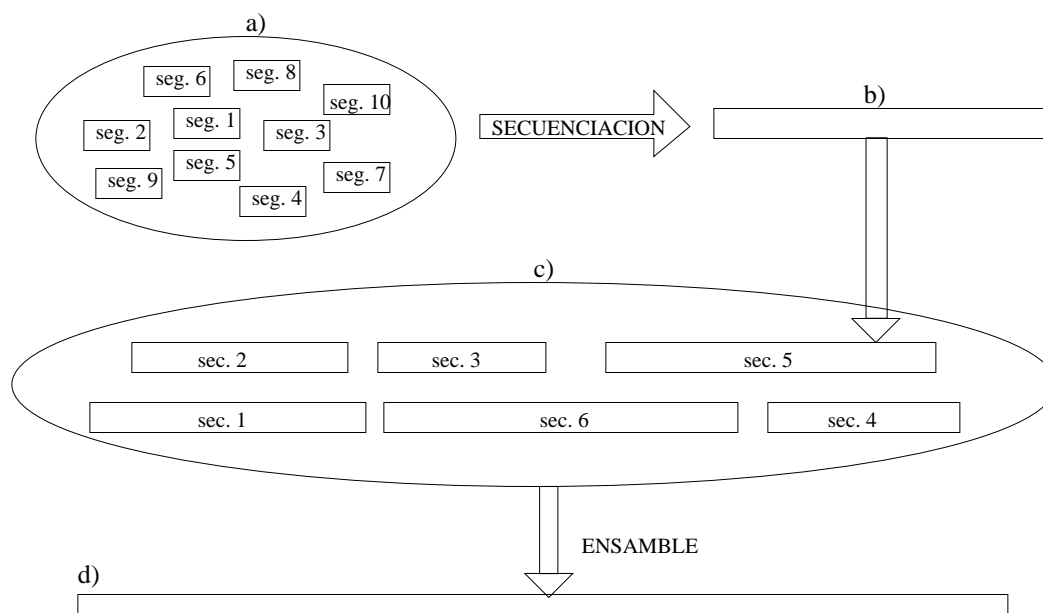 a)
seg. 6
seg. 8
seg. 10
seg. 1
seg. 2
seg. 3
seg. 5
seg. 9
seg. 7
seg. 4
SECUENCIACION
b)
c)
sec. 2
sec. 3
sec. 5
sec. 1
sec. 6
sec. 4
ENSAMBLE
d)